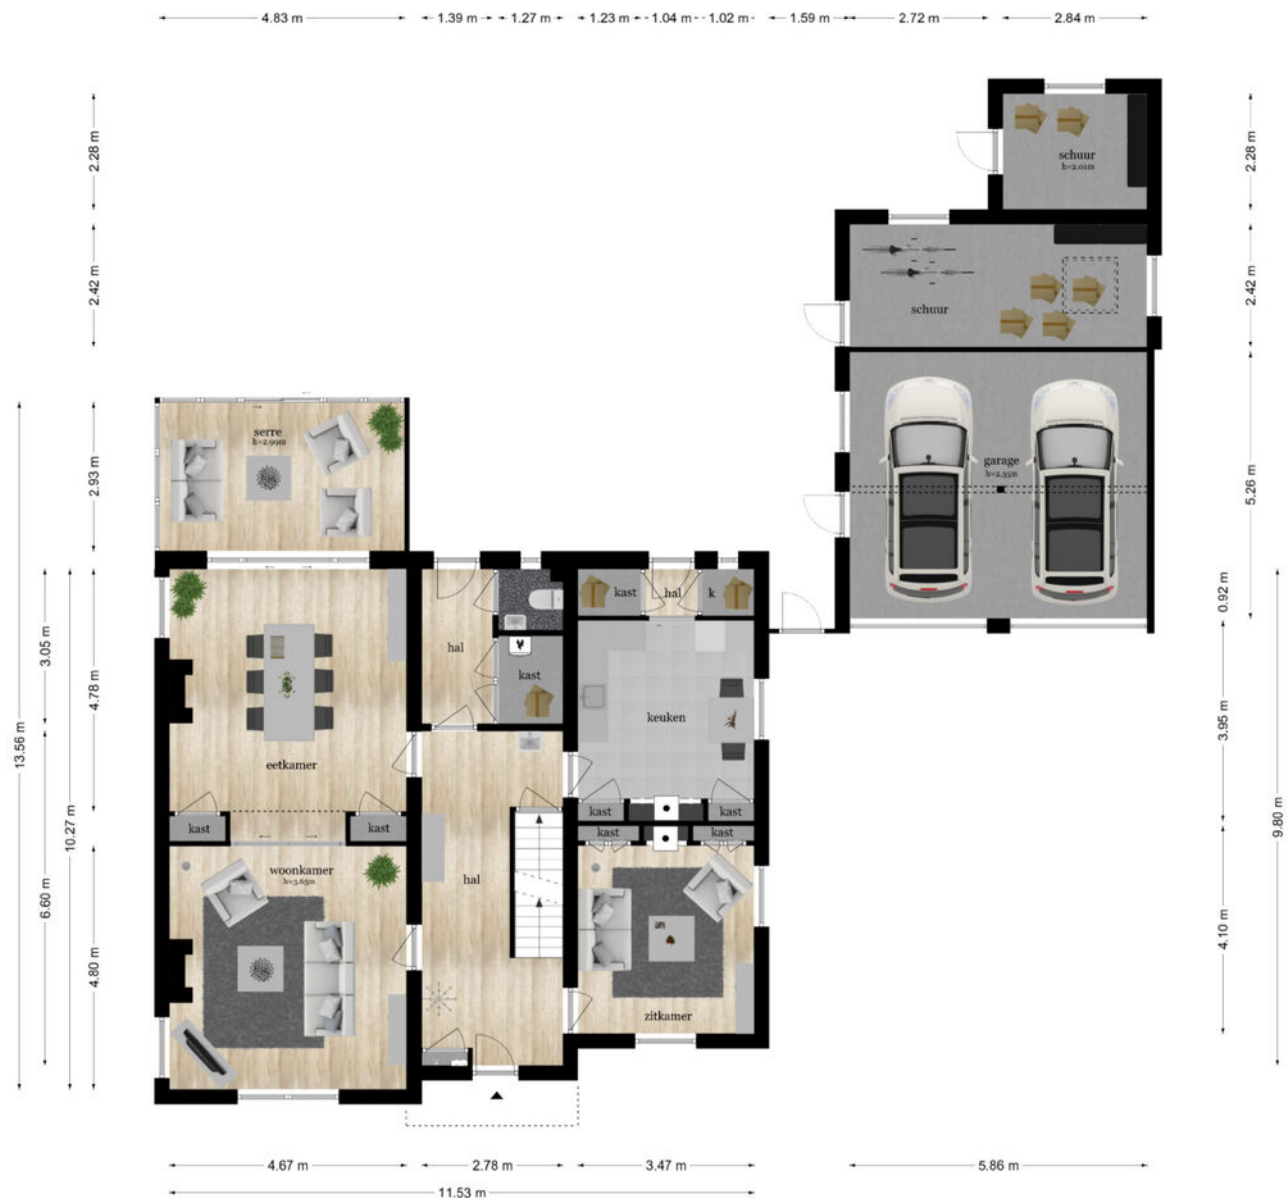 4.83 m
1.39 m
1.27 m
1.23 m
1.04 m
1.02 m
1.59 m
2.72 m
2.84 m
2.28 m
2.28 m
schuur
h=2.01m
2.42 m
2.42 m
schuur
serre
h=2.99m
garage
h=2.35m
2.93 m
5.26 m
kast
hal
k
0.92 m
3.05 m
hal
kast
4.78 m
keuken
3.95 m
13.56 m
eetkamer
10.27 m
9.80 m
kast
kast
kast
kast
kast
kast
woonkamer
h=3.65m
hal
6.60 m
4.80 m
4.10 m
zitkamer
4.67 m
2.78 m
3.47 m
5.86 m
11.53 m